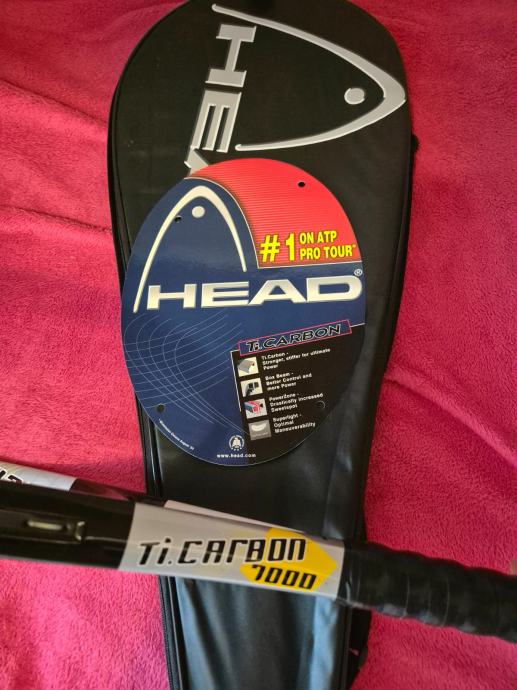 HEA
#1 ON ATP
PRO TOUR
HEAD®
Ti.CARBON
Ti.Carbon -
Stronger, stiffer for ultimate
Power
Box Beam -
Better Control and
more Power
PowerZone -
Drastically increased
Sweetspot
Superlight -
Optimal
Maneuverability
www.head.com
Ti.CARBON
7000